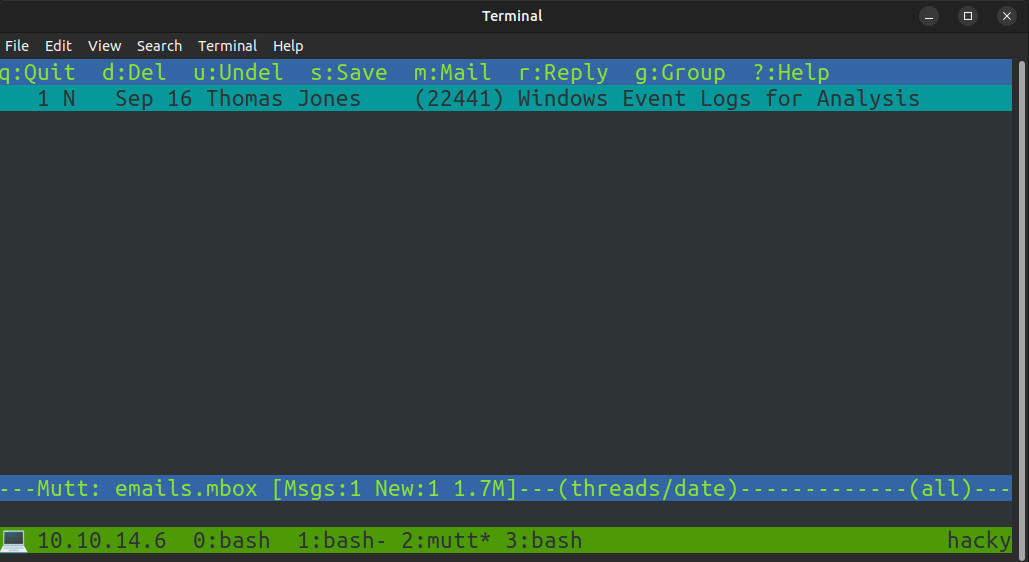 Terminal
File Edit View Search Terminal Help
q:Quit  d:Del  u:Undel  s:Save  m:Mail  r:Reply  g:Group  ?:Help
1 N   Sep 16 Thomas Jones    (22441) Windows Event Logs for Analysis
---Mutt: emails.mbox [Msgs:1 New:1 1.7M]---(threads/date)-------------(all)---
10.10.14.6  0:bash  1:bash- 2:mutt* 3:bash hacky